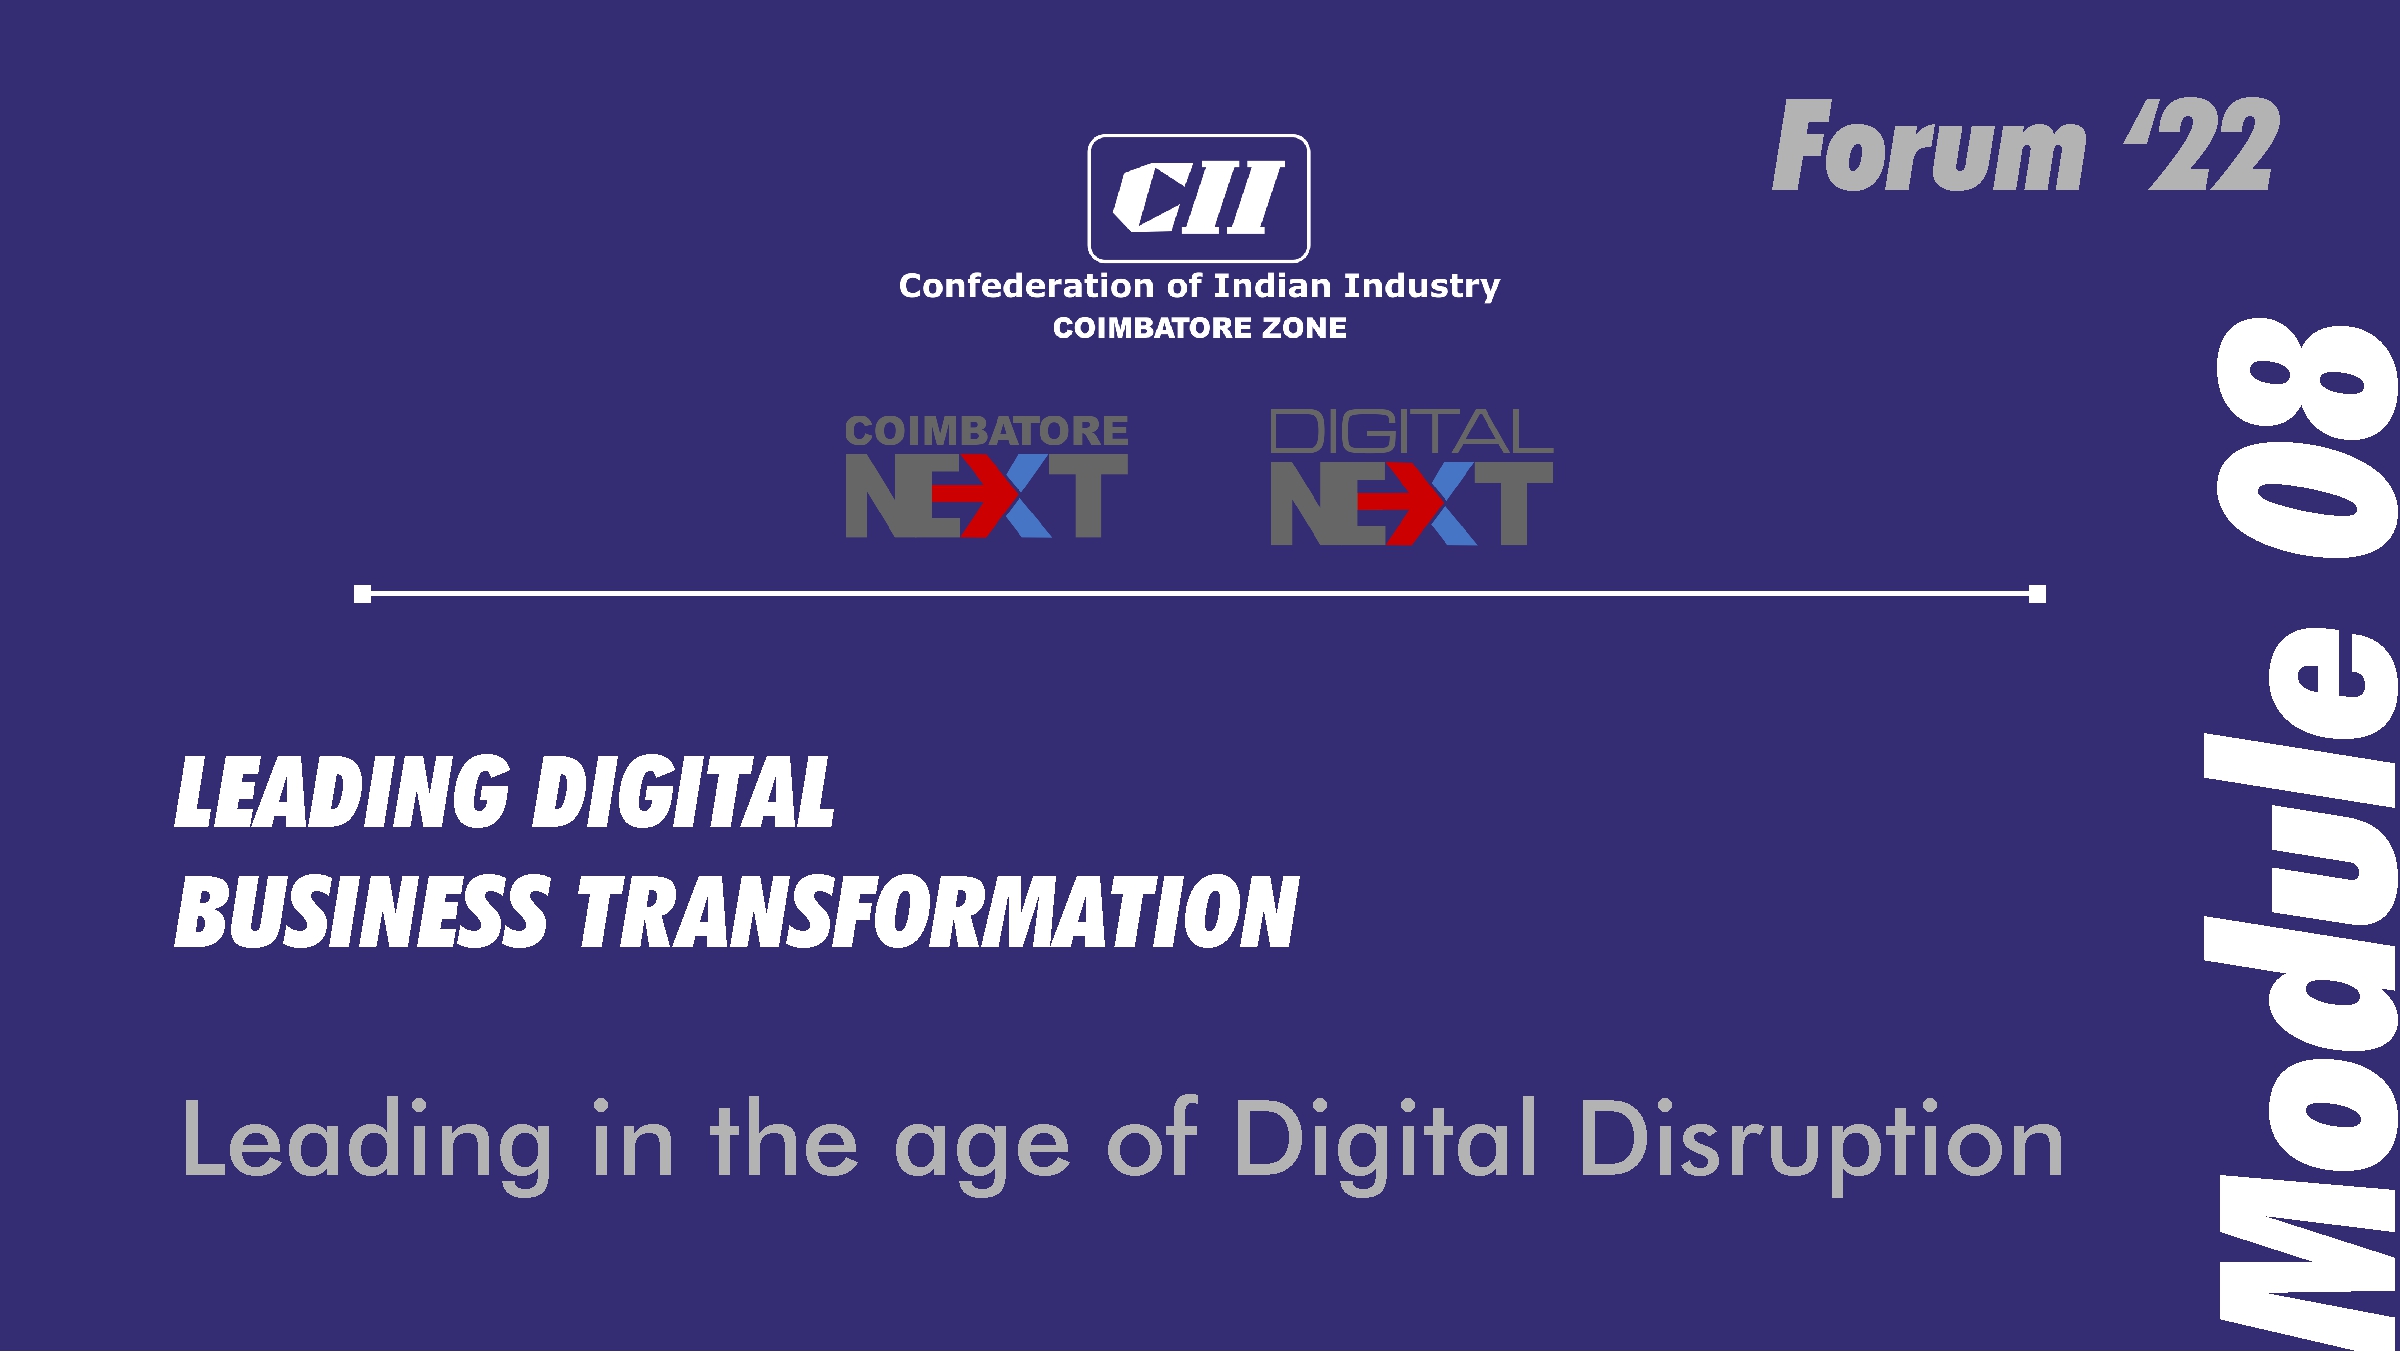 Forum ‘22
CII
Confederation of Indian Industry
COIMBATORE ZONE
COIMBATORE
NEXT
DIGITAL
NEXT
LEADING DIGITAL
BUSINESS TRANSFORMATION
Leading in the age of Digital Disruption
Module 08